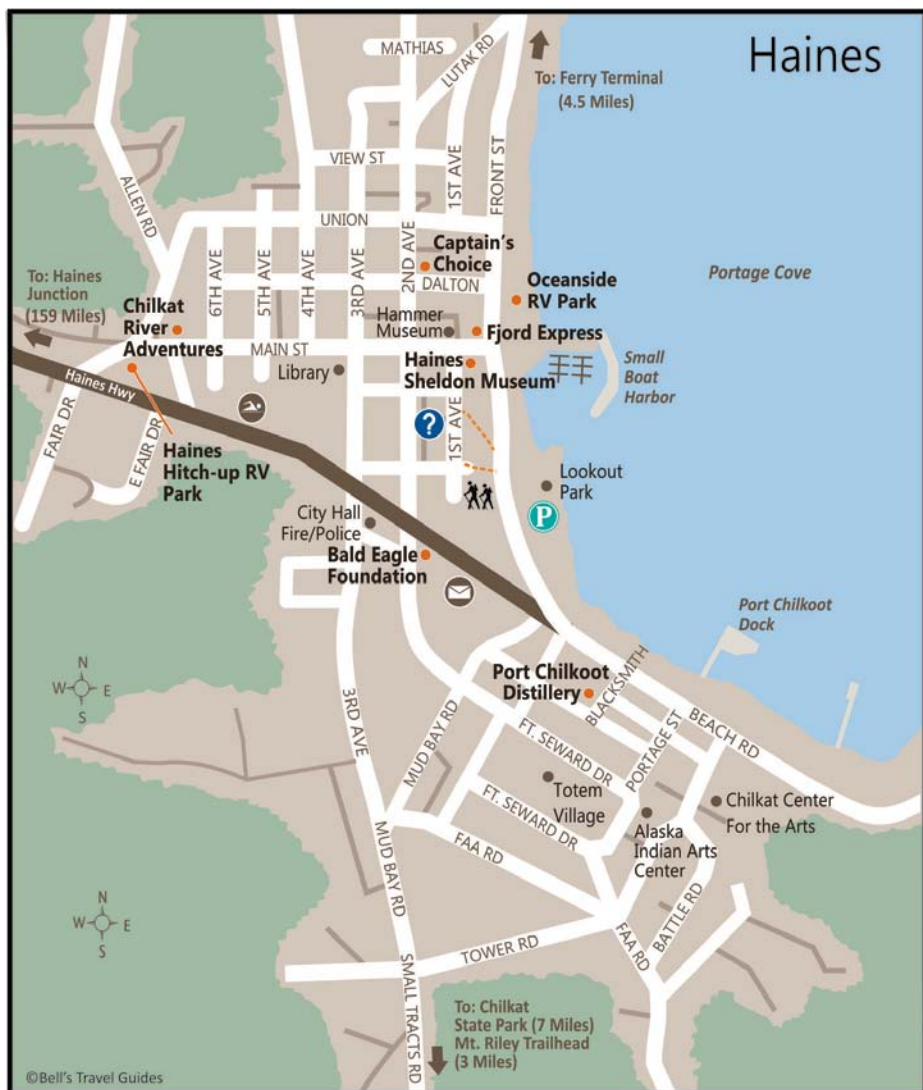 Haines
MATHIAS
LUTAK RD
To: Ferry Terminal
(4.5 Miles)
VIEW ST
1ST AVE
FRONT ST
ALLEN RD
UNION
Captain's
Choice
Portage Cove
To: Haines
Junction
(159 Miles)
6TH AVE
5TH AVE
4TH AVE
3RD AVE
2ND AVE
DALTON
Oceanside
RV Park
Chilkat
River
Adventures
Hammer
Museum
Fjord Express
MAIN ST
Library
Haines
Sheldon Museum
Small
Boat
Harbor
Haines Hwy
FAIR DR
E FAIR DR
?
1ST AVE
Haines
Hitch-up RV
Park
Lookout
Park
P
City Hall
Fire/Police
Bald Eagle
Foundation
Port Chilkoot
Dock
N
W E
S
Port Chilkoot
Distillery
BLACKSMITH
3RD AVE
MUD BAY RD
FT. SEWARD DR
PORTAGE ST
BEACH RD
Totem
Village
Chilkat Center
For the Arts
FT. SEWARD DR
Alaska
Indian Arts
Center
MUD BAY RD
FAA RD
BATTLE RD
N
W E
S
TOWER RD
FAA RD
SMALL TRACTS RD
To: Chilkat
State Park (7 Miles)
Mt. Riley Trailhead
(3 Miles)
©Bell's Travel Guides